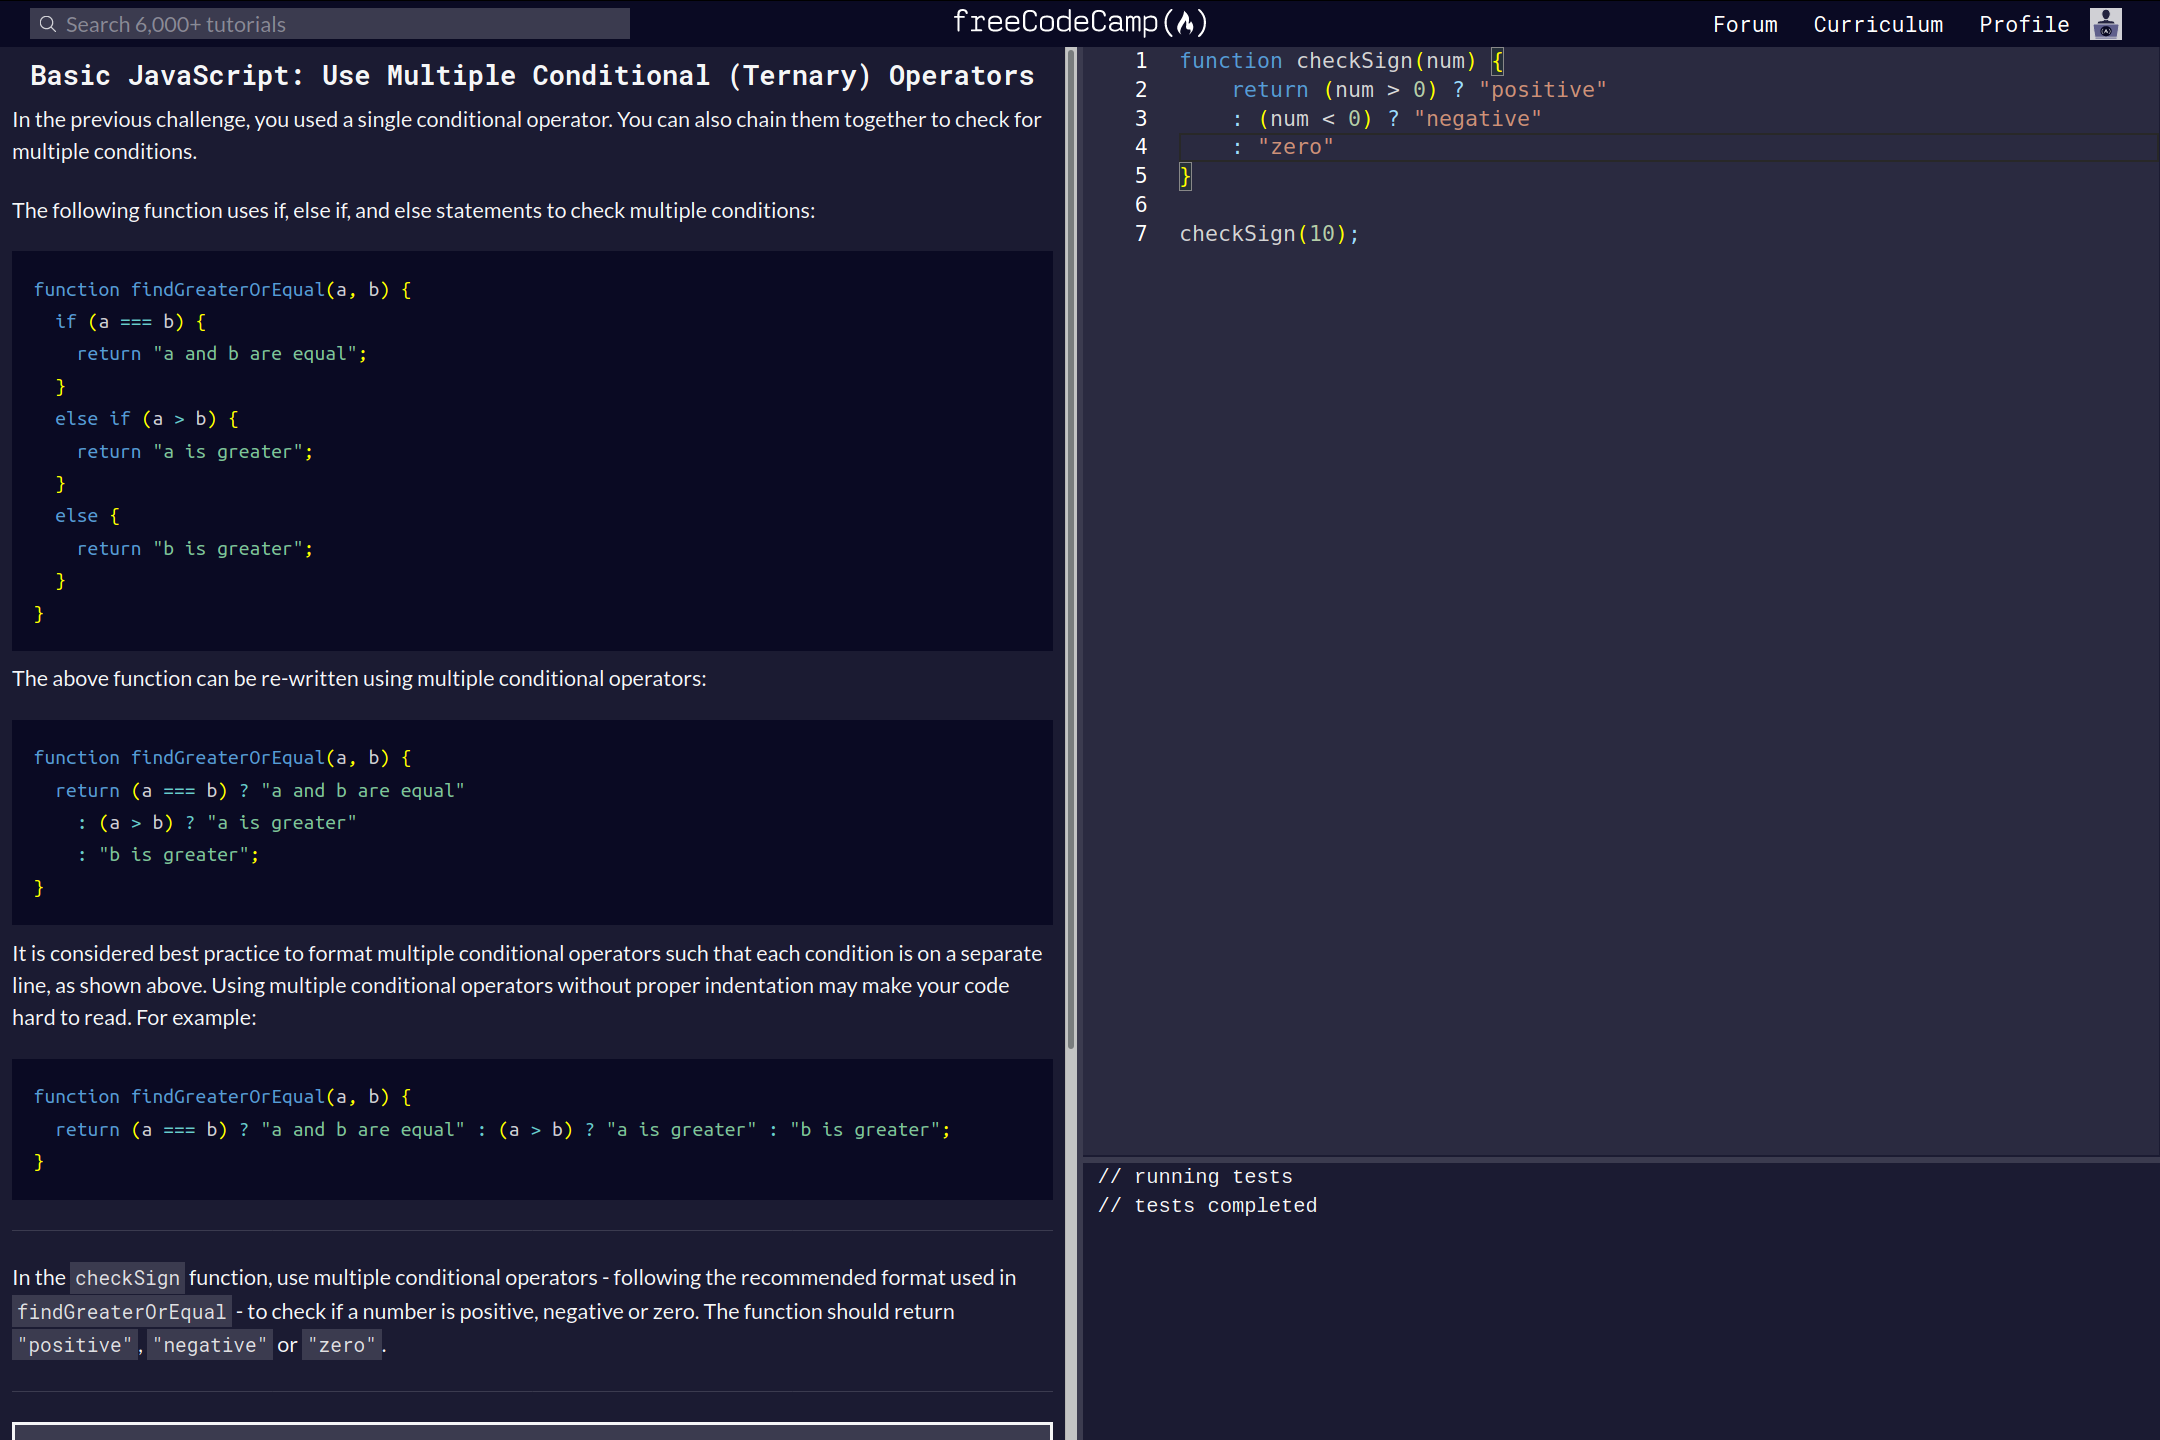 Search 6,000+ tutorials
freeCodeCamp
Forum
Curriculum
Profile
Basic JavaScript: Use Multiple Conditional (Ternary) Operators
In the previous challenge, you used a single conditional operator. You can also chain them together to check for
multiple conditions.
The following function uses if, else if, and else statements to check multiple conditions:
function findGreaterOrEqual(a, b) {
  if (a === b) {
    return "a and b are equal";
  }
  else if (a > b) {
    return "a is greater";
  }
  else {
    return "b is greater";
  }
}
The above function can be re-written using multiple conditional operators:
function findGreaterOrEqual(a, b) {
  return (a === b) ? "a and b are equal"
    : (a > b) ? "a is greater"
    : "b is greater";
}
It is considered best practice to format multiple conditional operators such that each condition is on a separate
line, as shown above. Using multiple conditional operators without proper indentation may make your code
hard to read. For example:
function findGreaterOrEqual(a, b) {
  return (a === b) ? "a and b are equal" : (a > b) ? "a is greater" : "b is greater";
}
In the checkSign function, use multiple conditional operators - following the recommended format used in
findGreaterOrEqual - to check if a number is positive, negative or zero. The function should return
"positive", "negative" or "zero".
1 function checkSign(num) {
2     return (num > 0) ? "positive"
3     : (num < 0) ? "negative"
4     : "zero"
5 }
6
7 checkSign(10);
// running tests
// tests completed